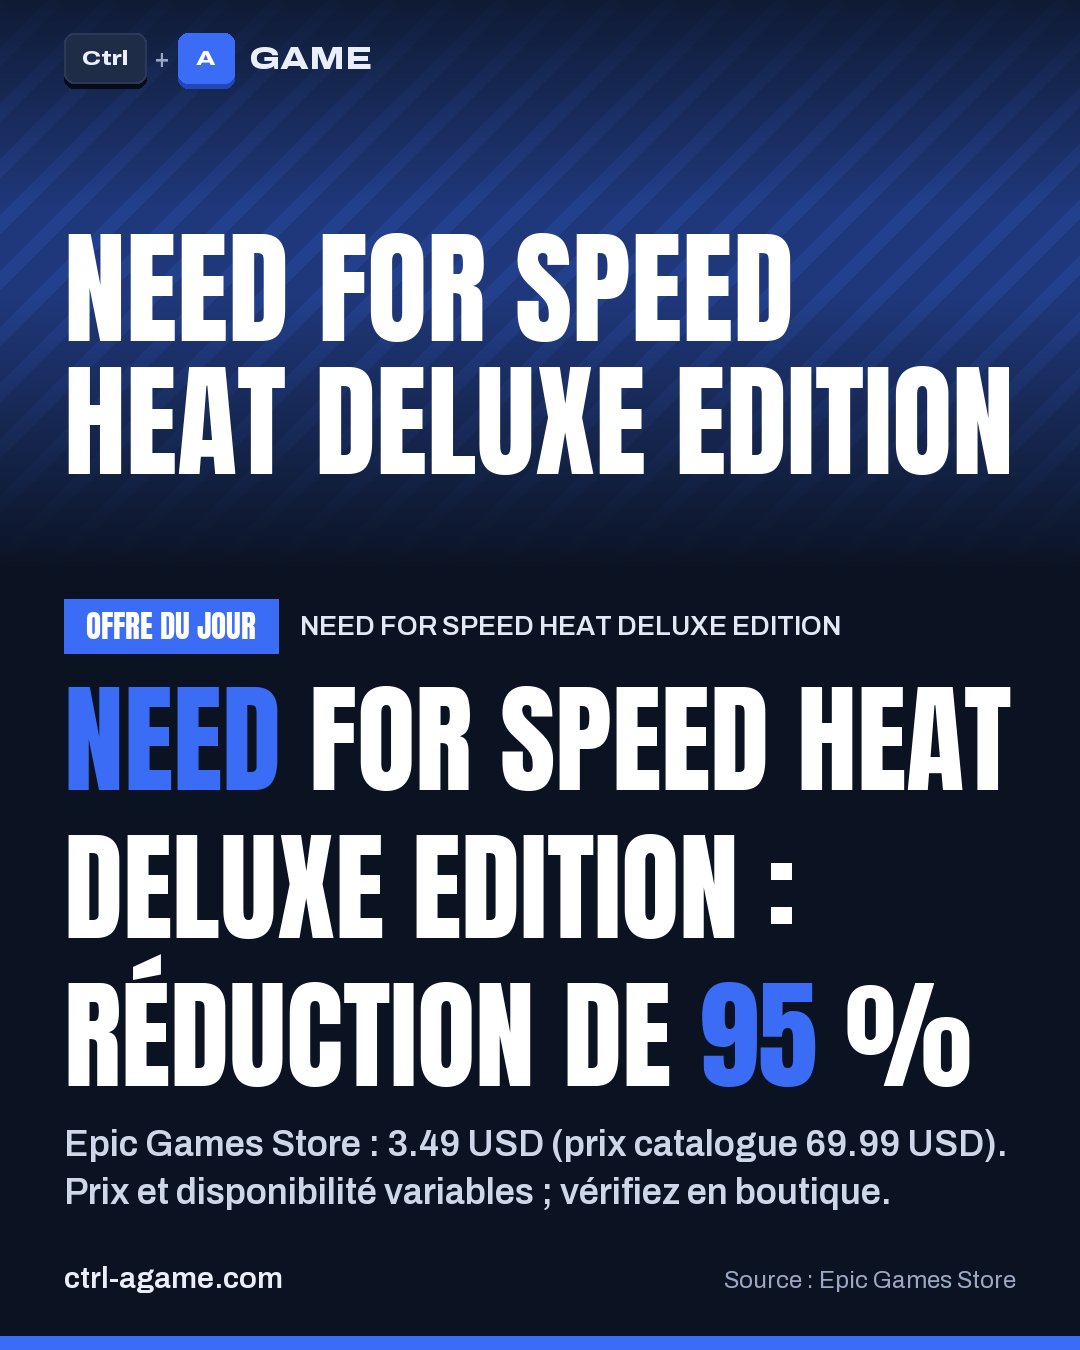 Ctrl + A GAME
NEED FOR SPEED
HEAT DELUXE EDITION
OFFRE DU JOUR NEED FOR SPEED HEAT DELUXE EDITION
NEED FOR SPEED HEAT
DELUXE EDITION :
RÉDUCTION DE 95 %
Epic Games Store : 3.49 USD (prix catalogue 69.99 USD).
Prix et disponibilité variables ; vérifiez en boutique.
ctrl-agame.com Source : Epic Games Store